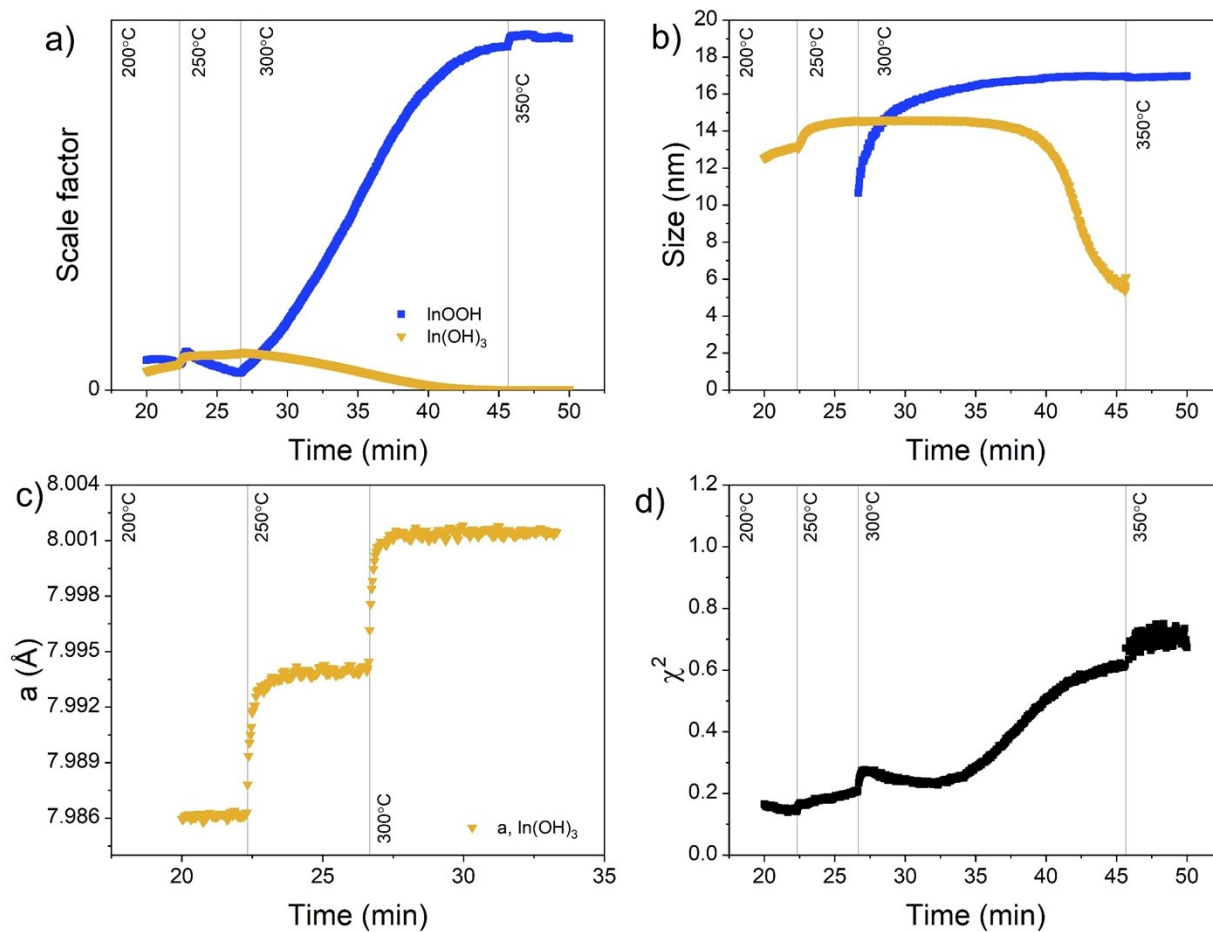 a)
200°C
250°C
300°C
350°C
Scale factor
InOOH
In(OH)₃
0
20 25 30 35 40 45 50
Time (min)
b)
200°C
250°C
300°C
350°C
Size (nm)
20
18
16
14
12
10
8
6
4
2
0
20 25 30 35 40 45 50
Time (min)
c)
200°C
250°C
300°C
a (Å)
8.004
8.001
7.998
7.995
7.992
7.989
7.986
a, In(OH)₃
20 25 30 35
Time (min)
d)
200°C
250°C
300°C
350°C
χ²
1.2
1.0
0.8
0.6
0.4
0.2
0.0
20 25 30 35 40 45 50
Time (min)